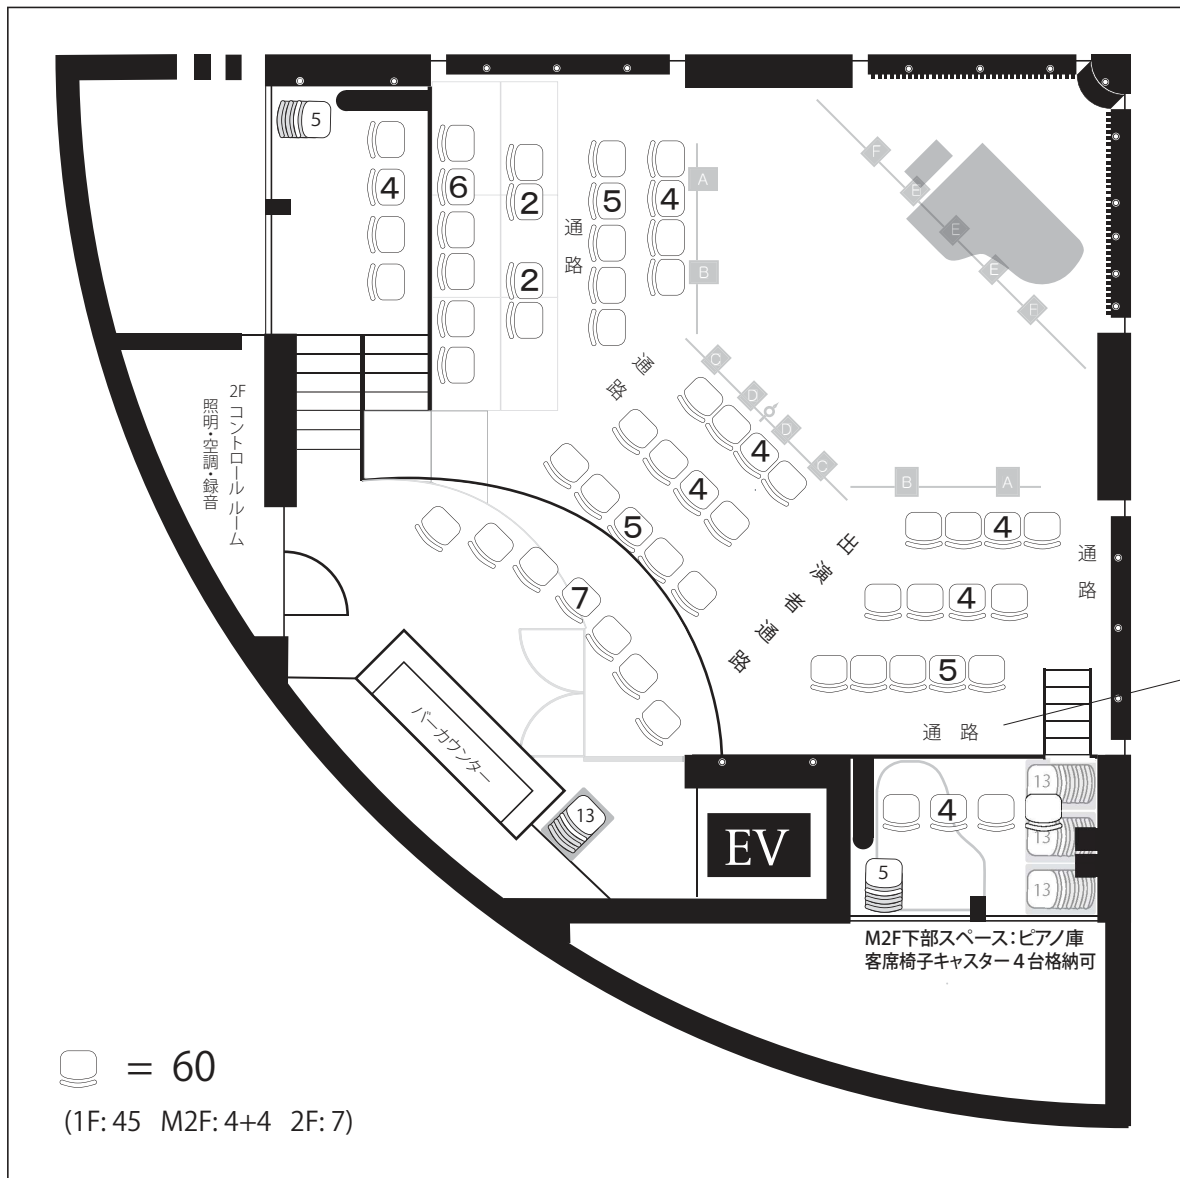 5
4
6
2
5
4
A
2
B
通路
F
E
E
E
F
通路
C
D
D
C
4
4
5
7
B
A
4
4
5
通路
出演者通路
通路
2F コントロールルーム
照明・空調・録音
バーカウンター
13
EV
4
5
13
13
13
M2F下部スペース：ピアノ庫
客席椅子キャスター４台格納可
= 60
(1F: 45 M2F: 4+4 2F: 7)